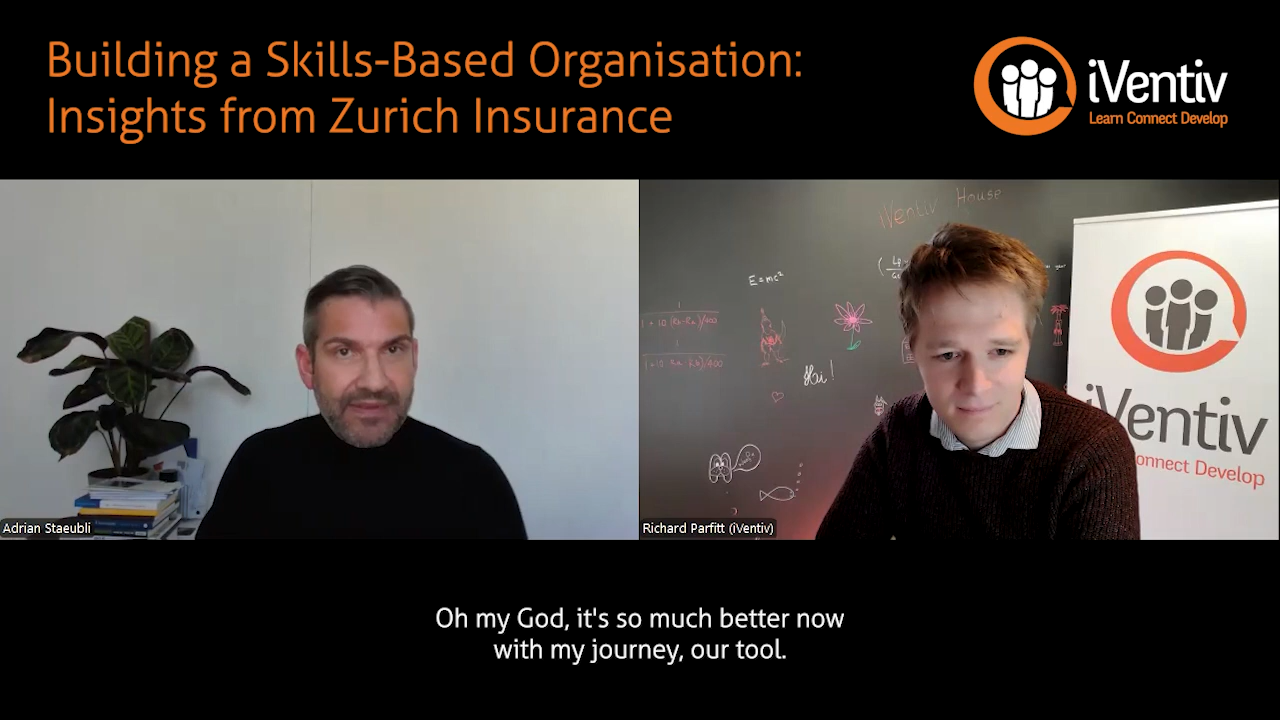 Building a Skills-Based Organisation:
Insights from Zurich Insurance
iVentiv
Learn Connect Develop
iVentiv House
E=mc²
Hi!
iVentiv
onnect Develop
Adrian Staeubli
Richard Parfitt (iVentiv)
Oh my God, it's so much better now
with my journey, our tool.